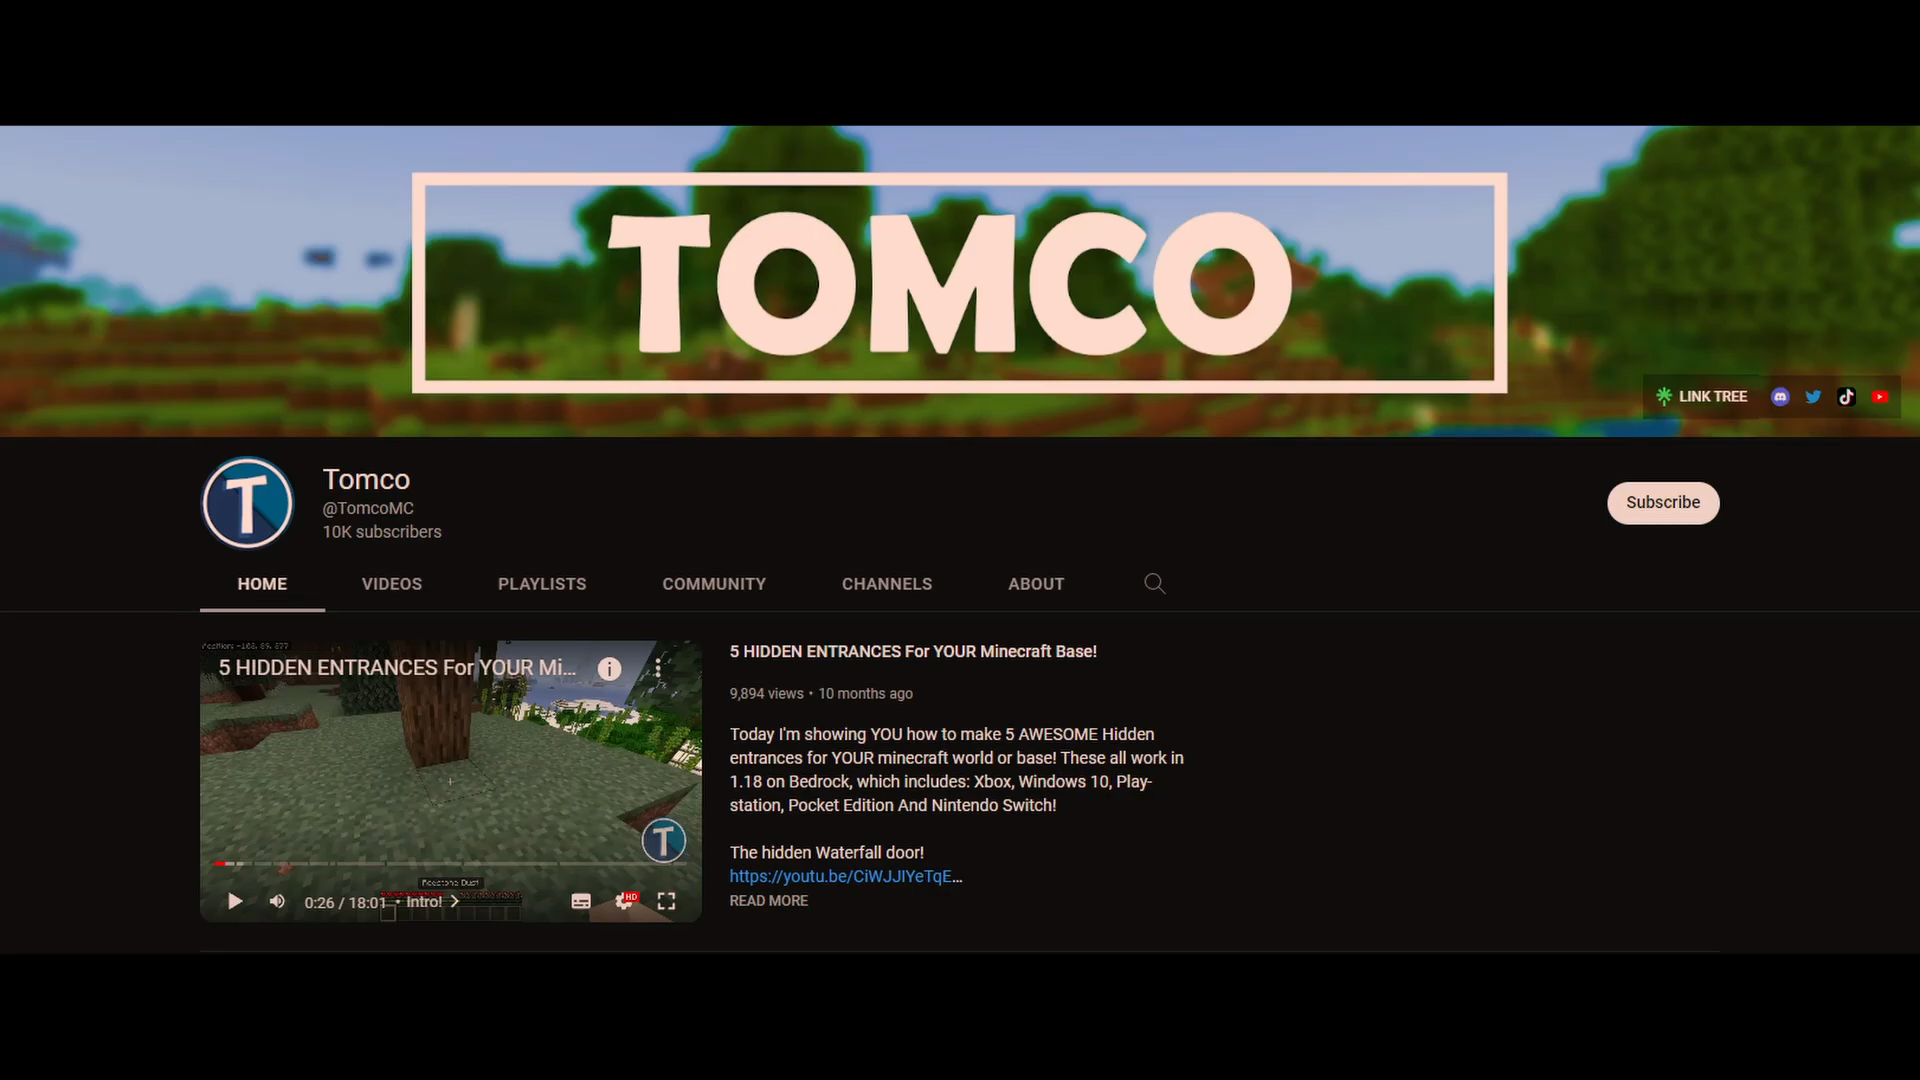 TOMCO
LINK TREE
T
Tomco
@TomcoMC
10K subscribers
Subscribe
HOME VIDEOS PLAYLISTS COMMUNITY CHANNELS ABOUT
5 HIDDEN ENTRANCES For YOUR Mi...
T
Redstone Dust
0:26 / 18:01 • Intro!
HD
5 HIDDEN ENTRANCES For YOUR Minecraft Base!
9,894 views • 10 months ago
Today I'm showing YOU how to make 5 AWESOME Hidden
entrances for YOUR minecraft world or base! These all work in
1.18 on Bedrock, which includes: Xbox, Windows 10, Play-
station, Pocket Edition And Nintendo Switch!
The hidden Waterfall door!
https://youtu.be/CiWJJIYeTqE...
READ MORE